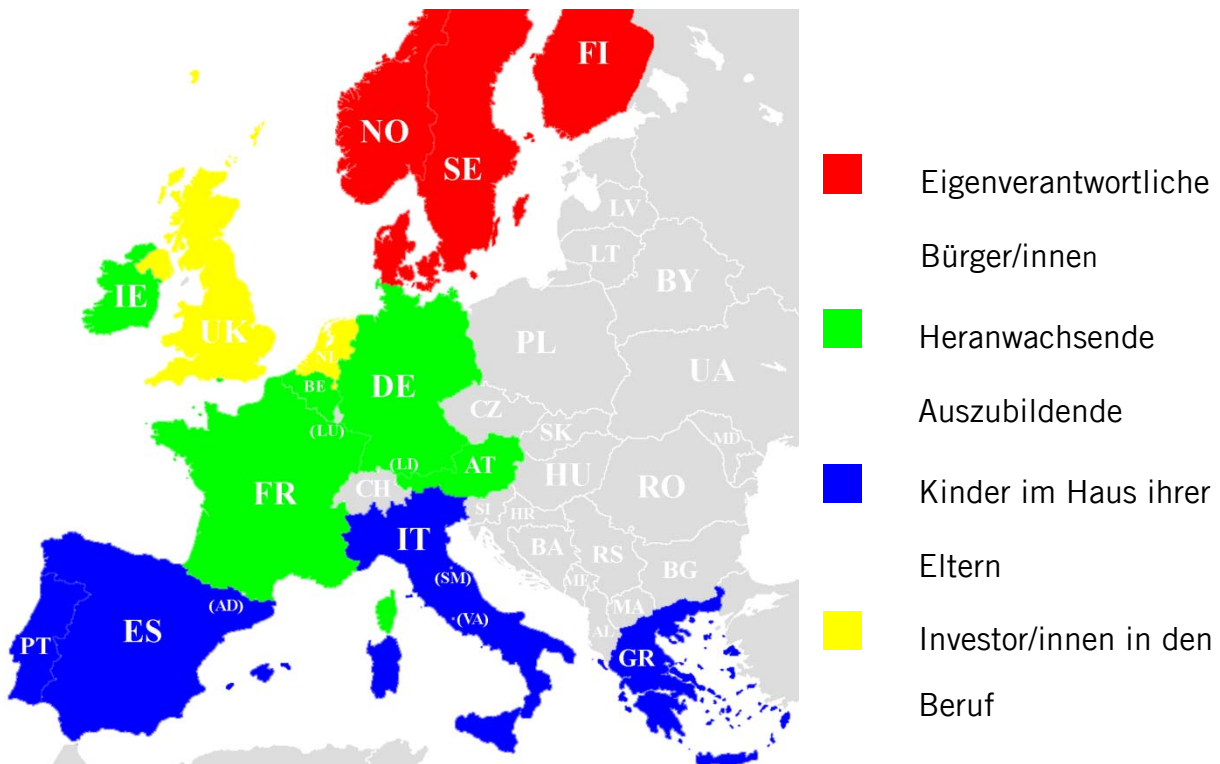 FI
NO
SE
LV
LT
BY
IE
UK
NL
PL
BE
DE
UA
CZ
(LU)
SK
MD
(LI)
AT
HU
FR
CH
RO
SI
HR
IT
BA
RS
(SM)
ME
BG
(AD)
(VA)
MA
AL
PT
ES
GR
Eigenverantwortliche
Bürger/innen
Heranwachsende
Auszubildende
Kinder im Haus ihrer
Eltern
Investor/innen in den
Beruf